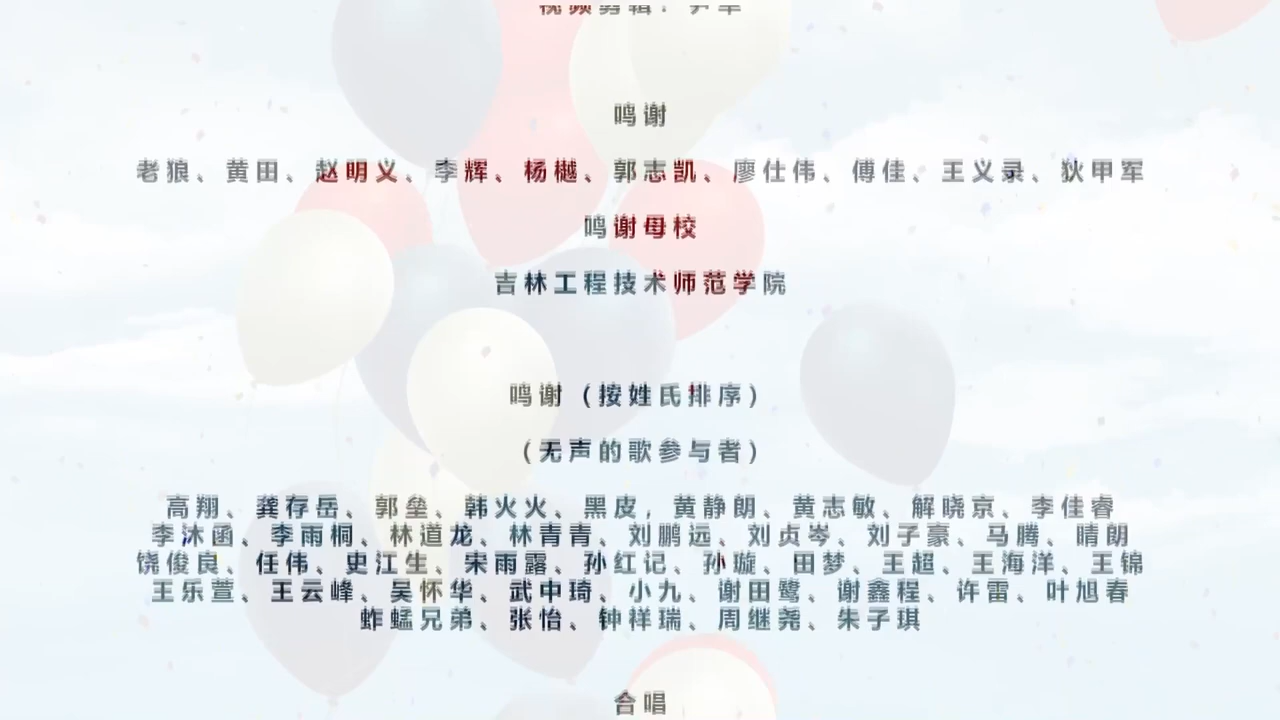 视频剪辑：尹军
鸣谢
老狼、黄田、赵明义、李辉、杨樾、郭志凯、廖仕伟、傅佳、王义录、狄甲军
鸣谢母校
吉林工程技术师范学院
鸣谢（按姓氏排序）
（无声的歌参与者）
高翔、龚存岳、郭垒、韩火火、黑皮，黄静朗、黄志敏、解晓京、李佳睿
李沐函、李雨桐、林道龙、林青青、刘鹏远、刘贞岑、刘子豪、马腾、晴朗
饶俊良、任伟、史江生、宋雨露、孙红记、孙璇、田梦、王超、王海洋、王锦
王乐萱、王云峰、吴怀华、武中琦、小九、谢田鹭、谢鑫程、许雷、叶旭春
蚱蜢兄弟、张怡、钟祥瑞、周继尧、朱子琪
合唱